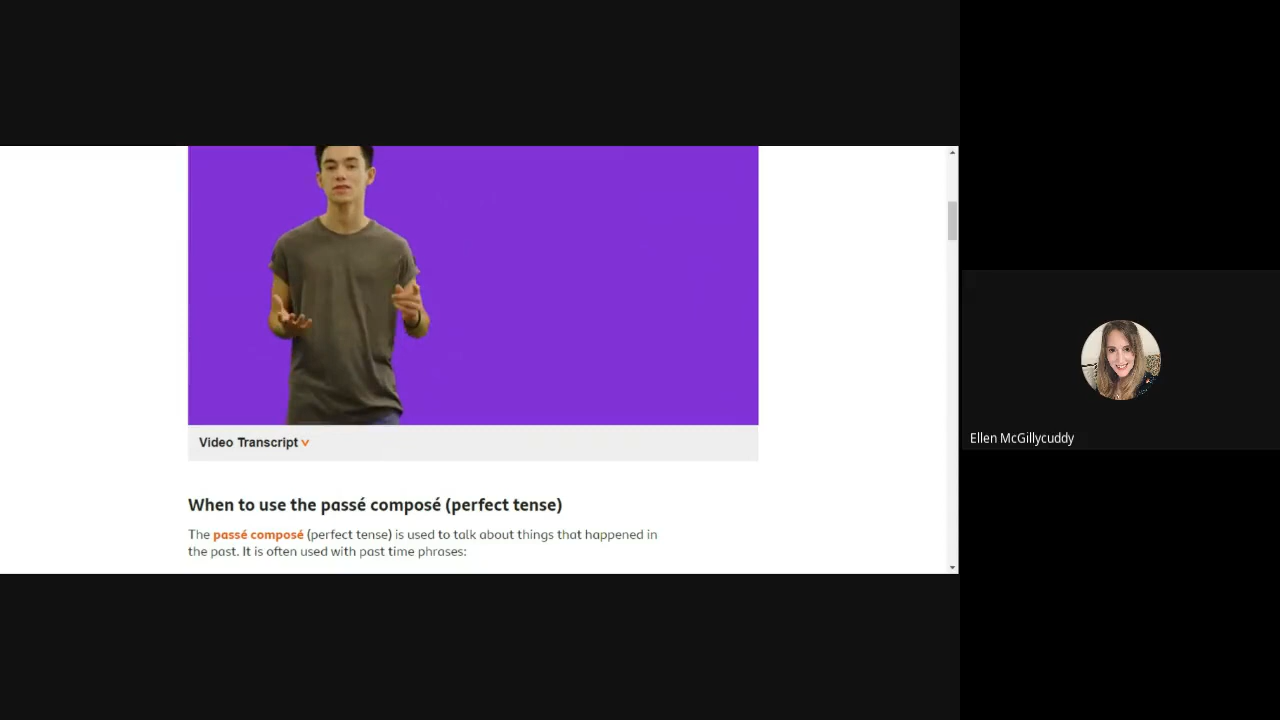 Video Transcript
When to use the passé composé (perfect tense)
The passé composé (perfect tense) is used to talk about things that happened in
the past. It is often used with past time phrases:
Ellen McGillycuddy